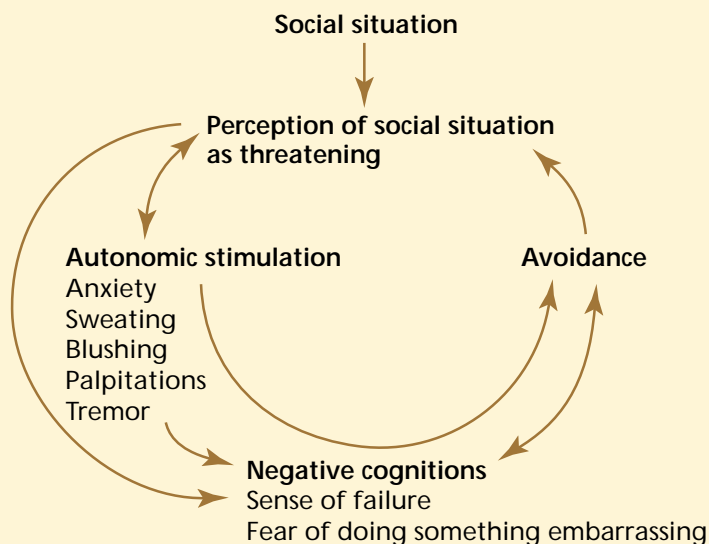 Social situation
Perception of social situation
as threatening
Autonomic stimulation
Anxiety
Sweating
Blushing
Palpitations
Tremor
Avoidance
Negative cognitions
Sense of failure
Fear of doing something embarrassing